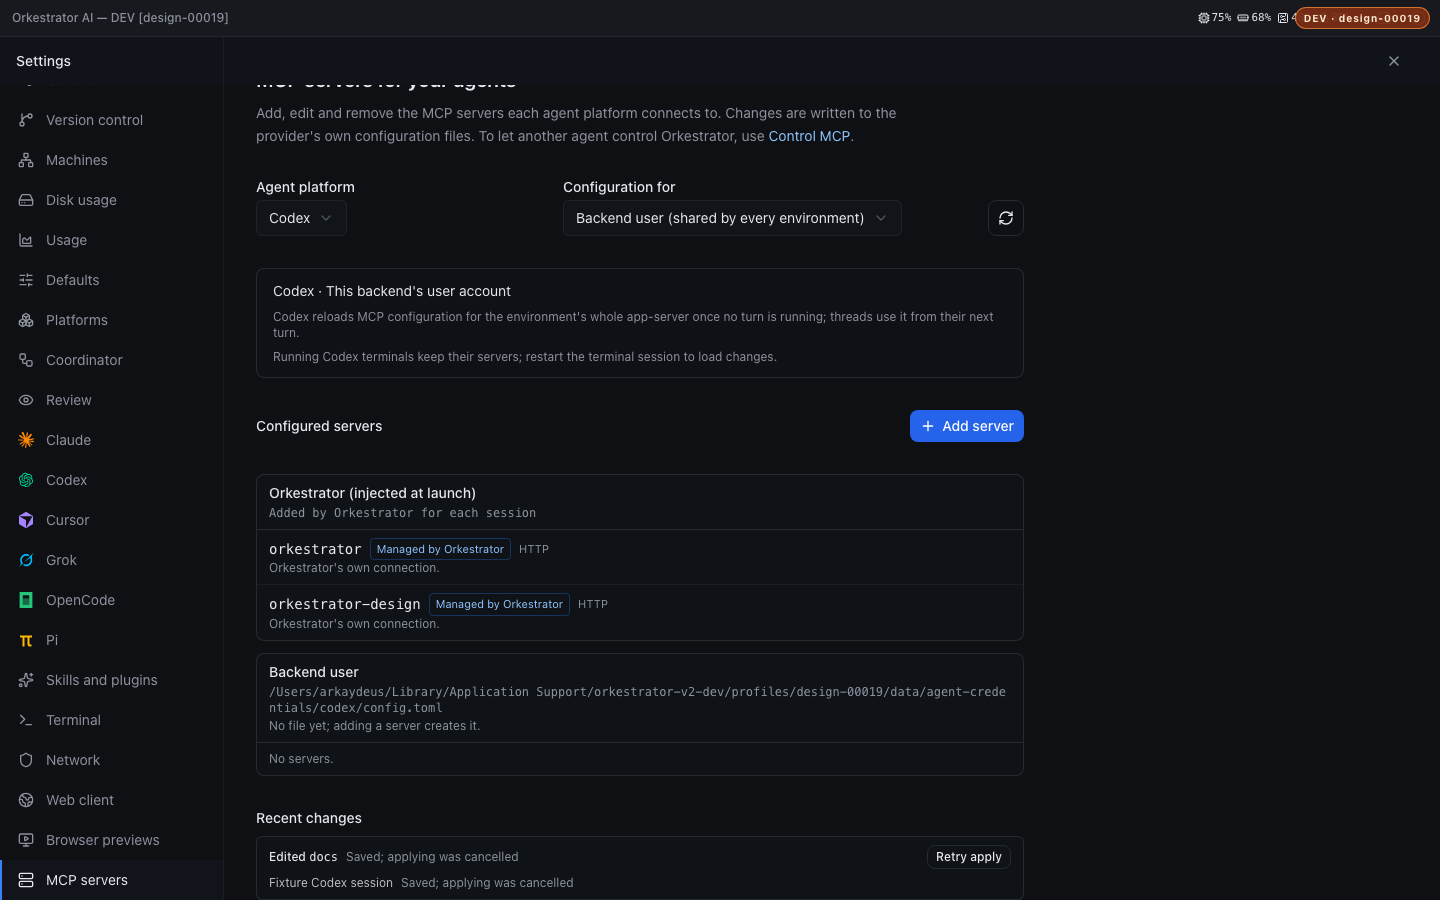 Orkestrator AI — DEV [design-00019]
75% 68% 4
DEV · design-00019
Settings
MCP servers for your agents
Add, edit and remove the MCP servers each agent platform connects to. Changes are written to the
provider's own configuration files. To let another agent control Orkestrator, use Control MCP.
Version control
Machines
Disk usage
Usage
Defaults
Platforms
Coordinator
Review
Claude
Codex
Cursor
Grok
OpenCode
Pi
Skills and plugins
Terminal
Network
Web client
Browser previews
MCP servers
Agent platform
Codex
Configuration for
Backend user (shared by every environment)
Codex · This backend's user account
Codex reloads MCP configuration for the environment's whole app-server once no turn is running; threads use it from their next
turn.
Running Codex terminals keep their servers; restart the terminal session to load changes.
Configured servers
Add server
Orkestrator (injected at launch)
Added by Orkestrator for each session
orkestrator Managed by Orkestrator HTTP
Orkestrator's own connection.
orkestrator-design Managed by Orkestrator HTTP
Orkestrator's own connection.
Backend user
/Users/arkaydeus/Library/Application Support/orkestrator-v2-dev/profiles/design-00019/data/agent-crede
ntials/codex/config.toml
No file yet; adding a server creates it.
No servers.
Recent changes
Edited docs Saved; applying was cancelled
Retry apply
Fixture Codex session Saved; applying was cancelled